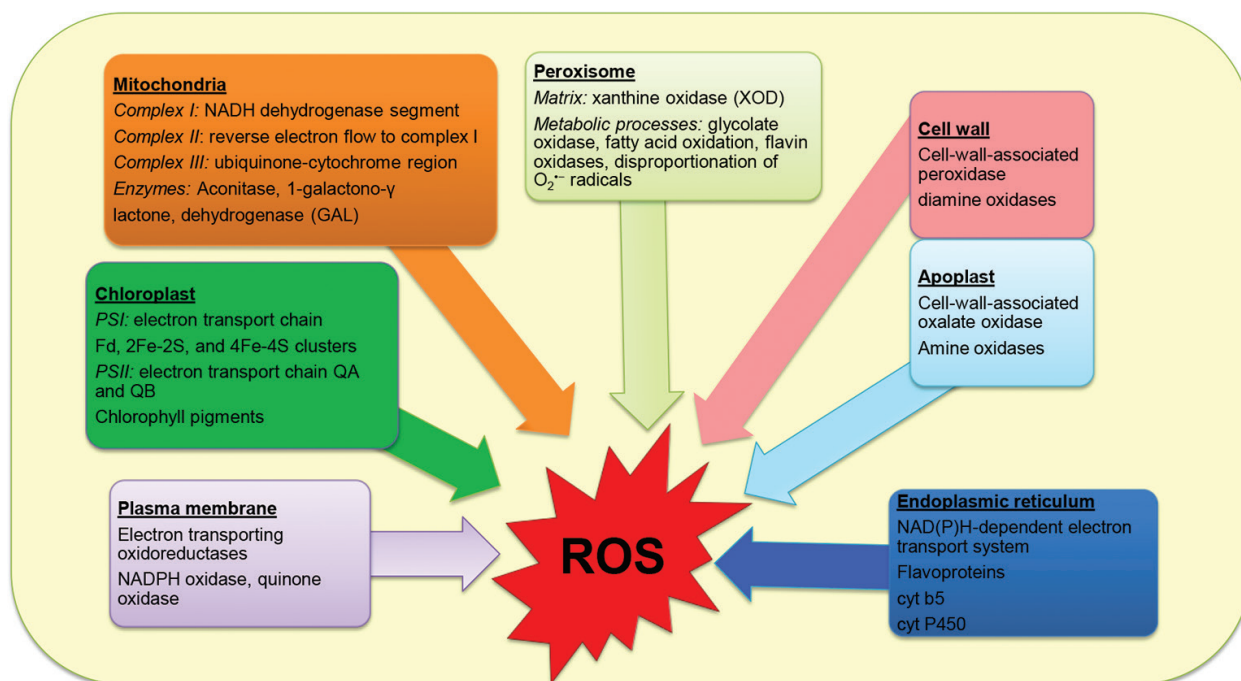 Mitochondria
Complex I: NADH dehydrogenase segment
Complex II: reverse electron flow to complex I
Complex III: ubiquinone-cytochrome region
Enzymes: Aconitase, 1-galactono-γ
lactone, dehydrogenase (GAL)
Peroxisome
Matrix: xanthine oxidase (XOD)
Metabolic processes: glycolate
oxidase, fatty acid oxidation, flavin
oxidases, disproportionation of
O₂•– radicals
Cell wall
Cell-wall-associated
peroxidase
diamine oxidases
Chloroplast
PSI: electron transport chain
Fd, 2Fe-2S, and 4Fe-4S clusters
PSII: electron transport chain QA
and QB
Chlorophyll pigments
Apoplast
Cell-wall-associated
oxalate oxidase
Amine oxidases
Plasma membrane
Electron transporting
oxidoreductases
NADPH oxidase, quinone
oxidase
ROS
Endoplasmic reticulum
NAD(P)H-dependent electron
transport system
Flavoproteins
cyt b5
cyt P450